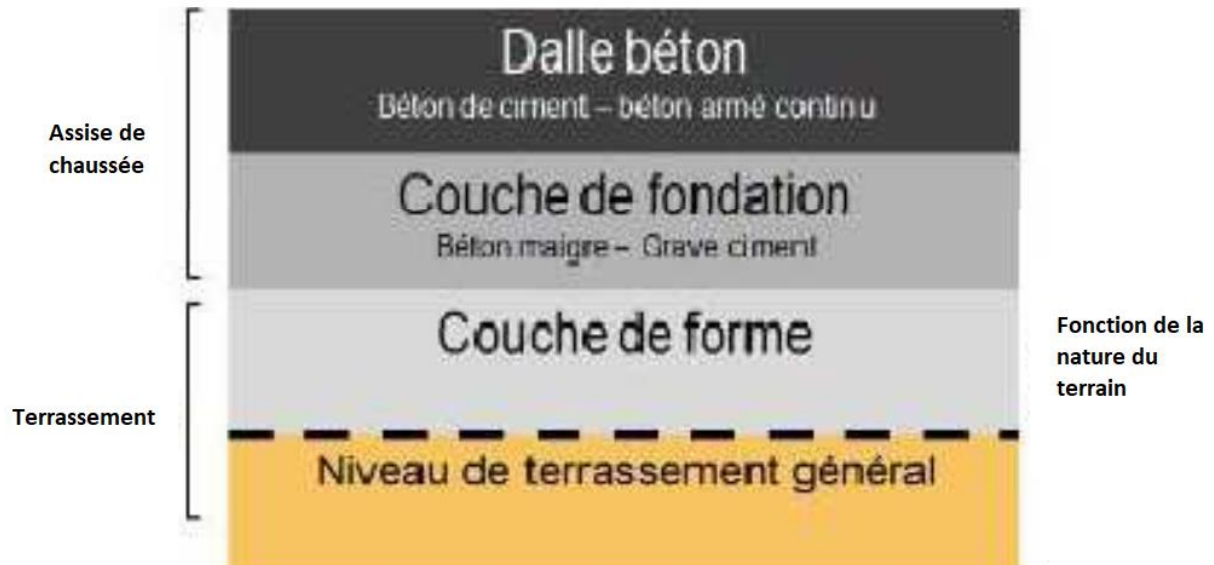 Dalle béton
Béton de ciment – béton armé continu
Assise de
chaussée
Couche de fondation
Béton maigre – Grave ciment
Couche de forme
Fonction de la
nature du
terrain
Terrassement
Niveau de terrassement général